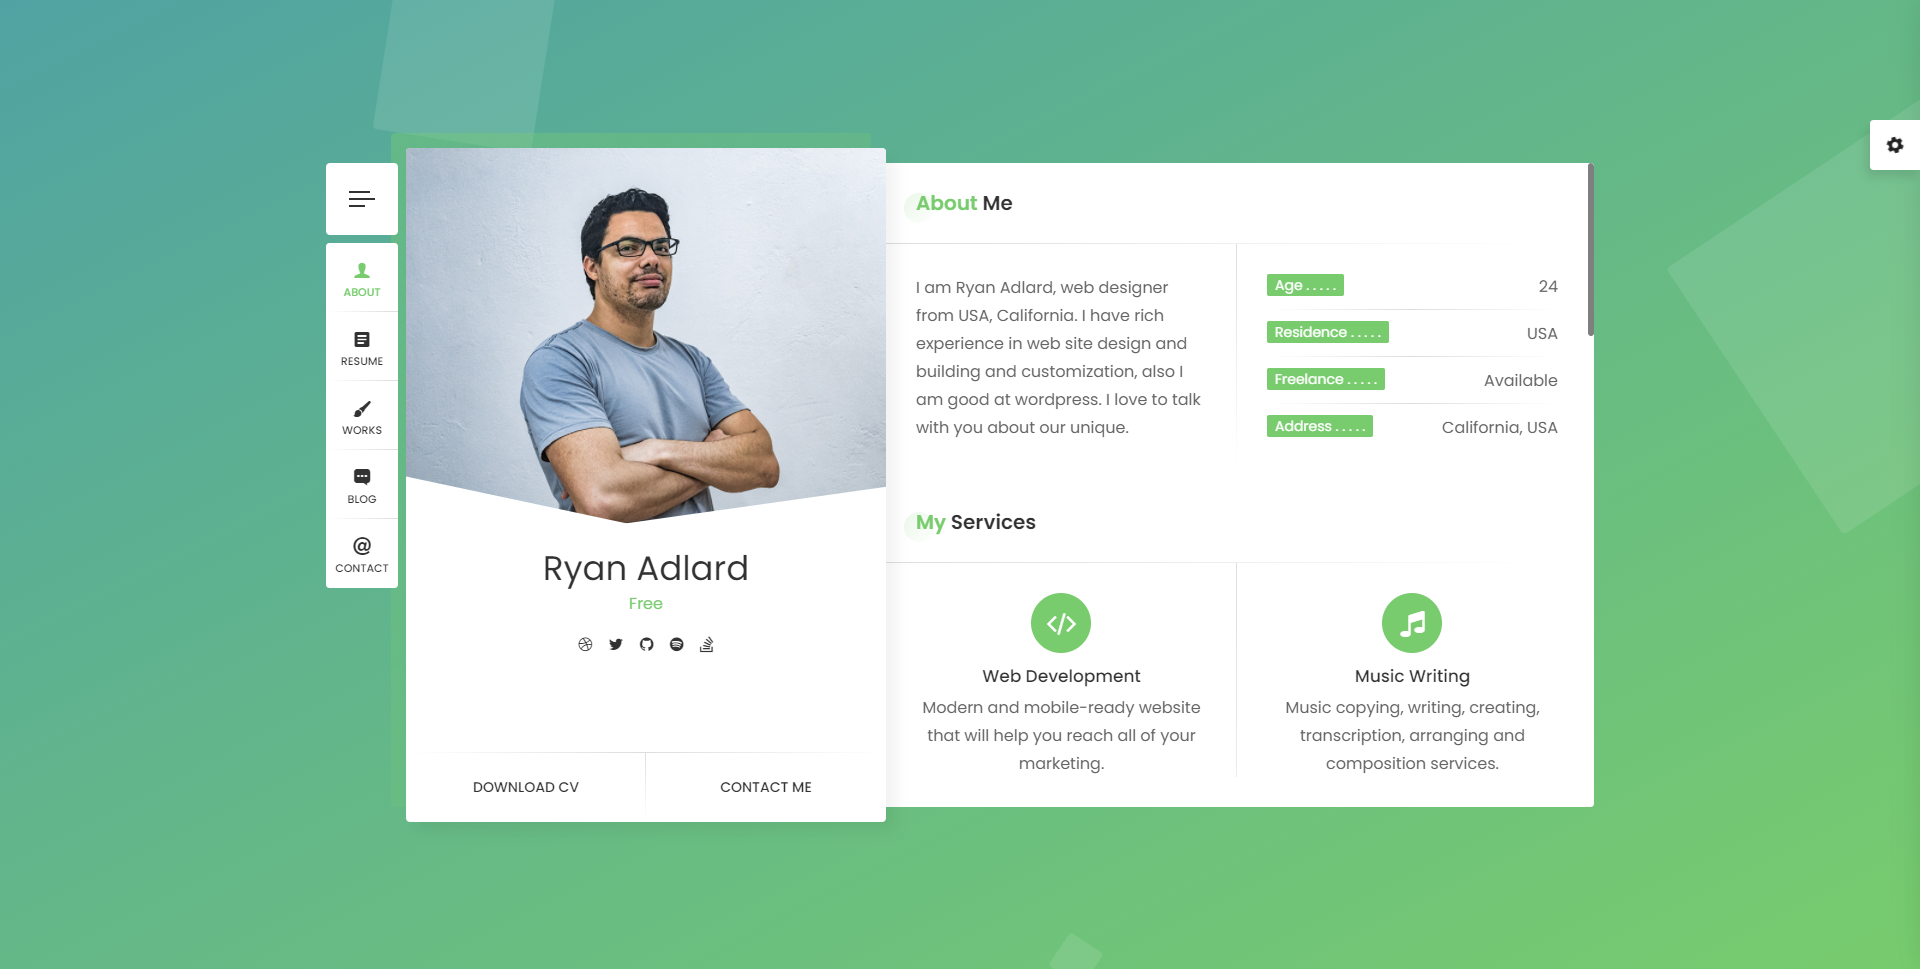 ABOUT
RESUME
WORKS
BLOG
CONTACT
Ryan Adlard
Free
DOWNLOAD CV
CONTACT ME
About Me
I am Ryan Adlard, web designer
from USA, California. I have rich
experience in web site design and
building and customization, also I
am good at wordpress. I love to talk
with you about our unique.
Age . . . . . 24
Residence . . . . . USA
Freelance . . . . . Available
Address . . . . . California, USA
My Services
Web Development
Modern and mobile-ready website
that will help you reach all of your
marketing.
Music Writing
Music copying, writing, creating,
transcription, arranging and
composition services.